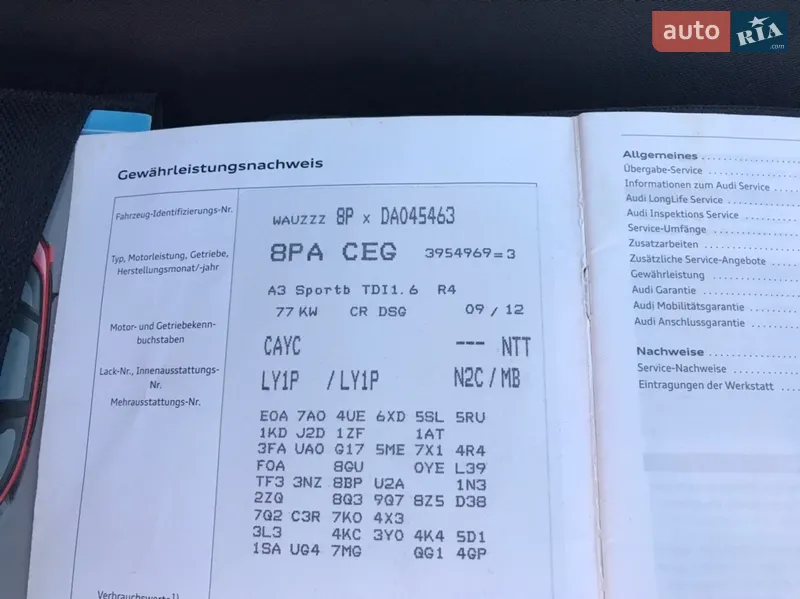 auto RIA .com
Gewährleistungsnachweis
Fahrzeug-Identifizierungs-Nr.
WAUZZZ 8P x DA045463
8PA CEG 3954969=3
Typ, Motorleistung, Getriebe,
Herstellungsmonat/-jahr
A3 Sportb TDI1.6 R4
77 KW CR DSG 09 / 12
Motor- und Getriebekenn-
buchstaben
CAYC --- NTT
Lack-Nr., Innenausstattungs-
Nr.
LY1P /LY1P N2C / MB
Mehrausstattungs-Nr.
E0A 7A0 4UE 6XD 5SL 5RU
1KD J2D 1ZF 1AT
3FA UA0 G17 5ME 7X1 4R4
F0A 8GU 0YE L39
TF3 3NZ 8BP U2A 1N3
2ZQ 8Q3 9Q7 8Z5 D38
7Q2 C3R 7K0 4X3
3L3 4KC 3Y0 4K4 5D1
1SA UG4 7MG QG1 4GP
Verbrauchswerte1)
Allgemeines
Übergabe-Service
Informationen zum Audi Service
Audi LongLife Service
Audi Inspektions Service
Service-Umfänge
Zusatzarbeiten
Zusätzliche Service-Angebote
Gewährleistung
Audi Garantie
Audi Mobilitätsgarantie
Audi Anschlussgarantie
Nachweise
Service-Nachweise
Eintragungen der Werkstatt